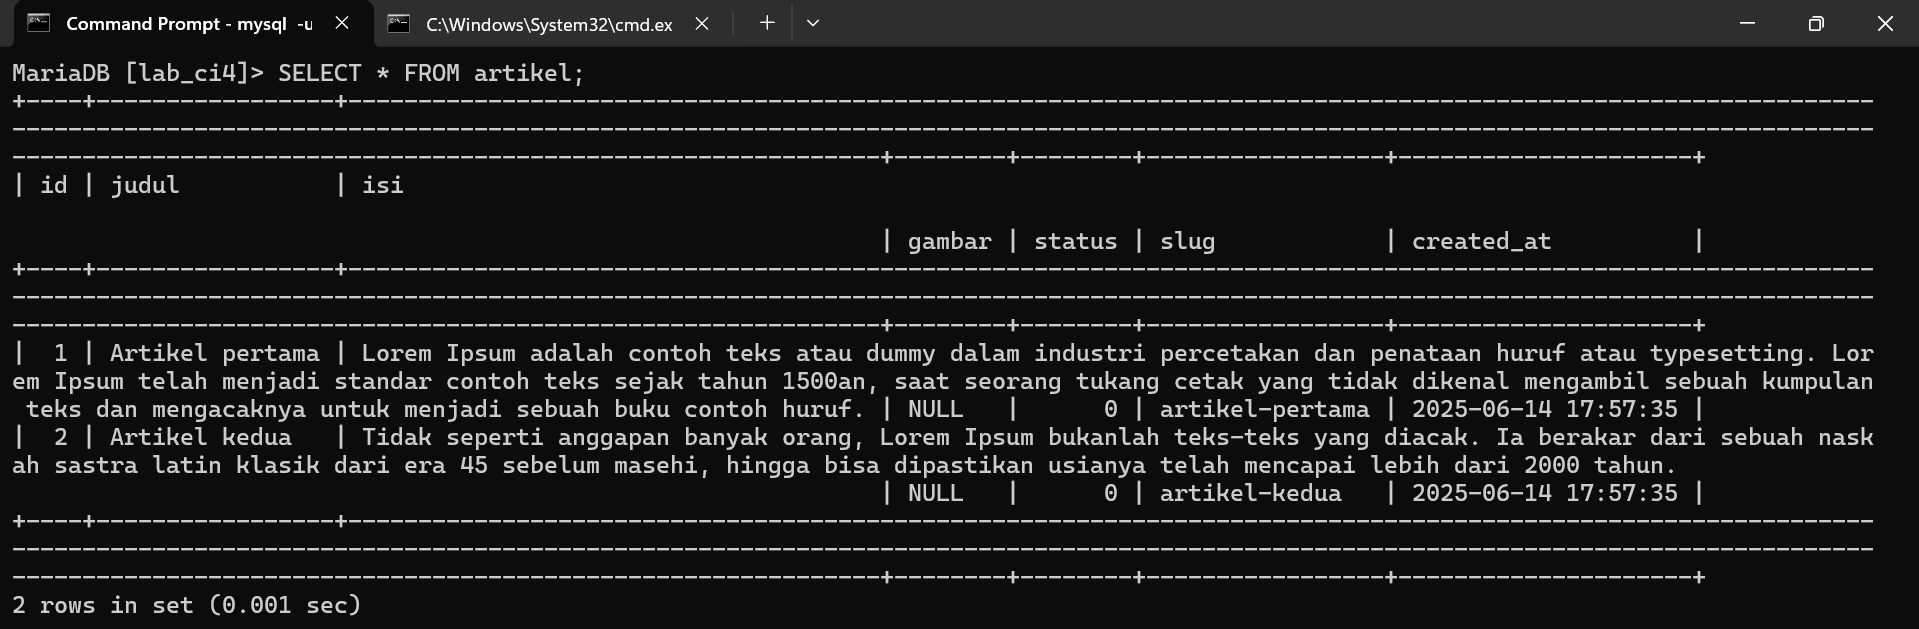 Command Prompt - mysql -u
C:\Windows\System32\cmd.ex
MariaDB [lab_ci4]> SELECT * FROM artikel;
| id | judul | isi
| gambar | status | slug | created_at |
| 1 | Artikel pertama | Lorem Ipsum adalah contoh teks atau dummy dalam industri percetakan dan penataan huruf atau typesetting. Lor
em Ipsum telah menjadi standar contoh teks sejak tahun 1500an, saat seorang tukang cetak yang tidak dikenal mengambil sebuah kumpulan
teks dan mengacaknya untuk menjadi sebuah buku contoh huruf. | NULL | 0 | artikel-pertama | 2025-06-14 17:57:35 |
| 2 | Artikel kedua | Tidak seperti anggapan banyak orang, Lorem Ipsum bukanlah teks-teks yang diacak. Ia berakar dari sebuah nask
ah sastra latin klasik dari era 45 sebelum masehi, hingga bisa dipastikan usianya telah mencapai lebih dari 2000 tahun.
| NULL | 0 | artikel-kedua | 2025-06-14 17:57:35 |
2 rows in set (0.001 sec)